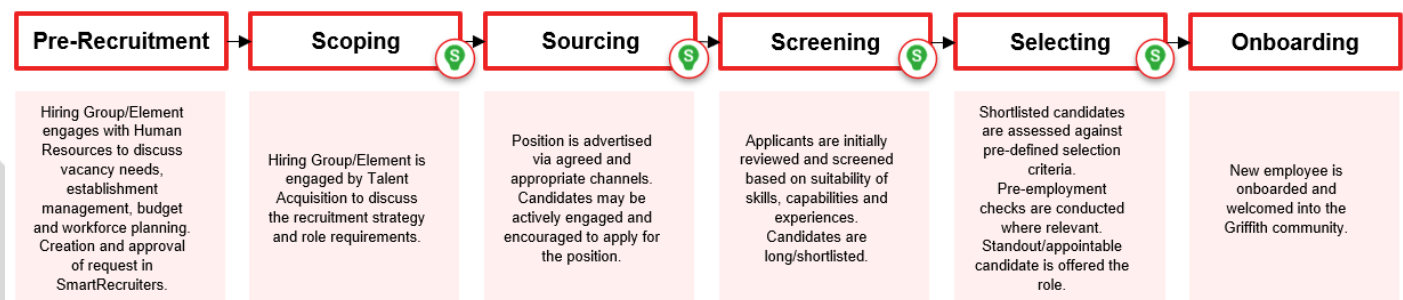 Pre-Recruitment
Scoping
S
Sourcing
S
Screening
S
Selecting
S
Onboarding
Hiring Group/Element
engages with Human
Resources to discuss
vacancy needs,
establishment
management, budget
and workforce planning.
Creation and approval
of request in
SmartRecruiters.
Hiring Group/Element is
engaged by Talent
Acquisition to discuss
the recruitment strategy
and role requirements.
Position is advertised
via agreed and
appropriate channels.
Candidates may be
actively engaged and
encouraged to apply for
the position.
Applicants are initially
reviewed and screened
based on suitability of
skills, capabilities and
experiences.
Candidates are
long/shortlisted.
Shortlisted candidates
are assessed against
pre-defined selection
criteria.
Pre-employment
checks are conducted
where relevant.
Standout/appointable
candidate is offered the
role.
New employee is
onboarded and
welcomed into the
Griffith community.